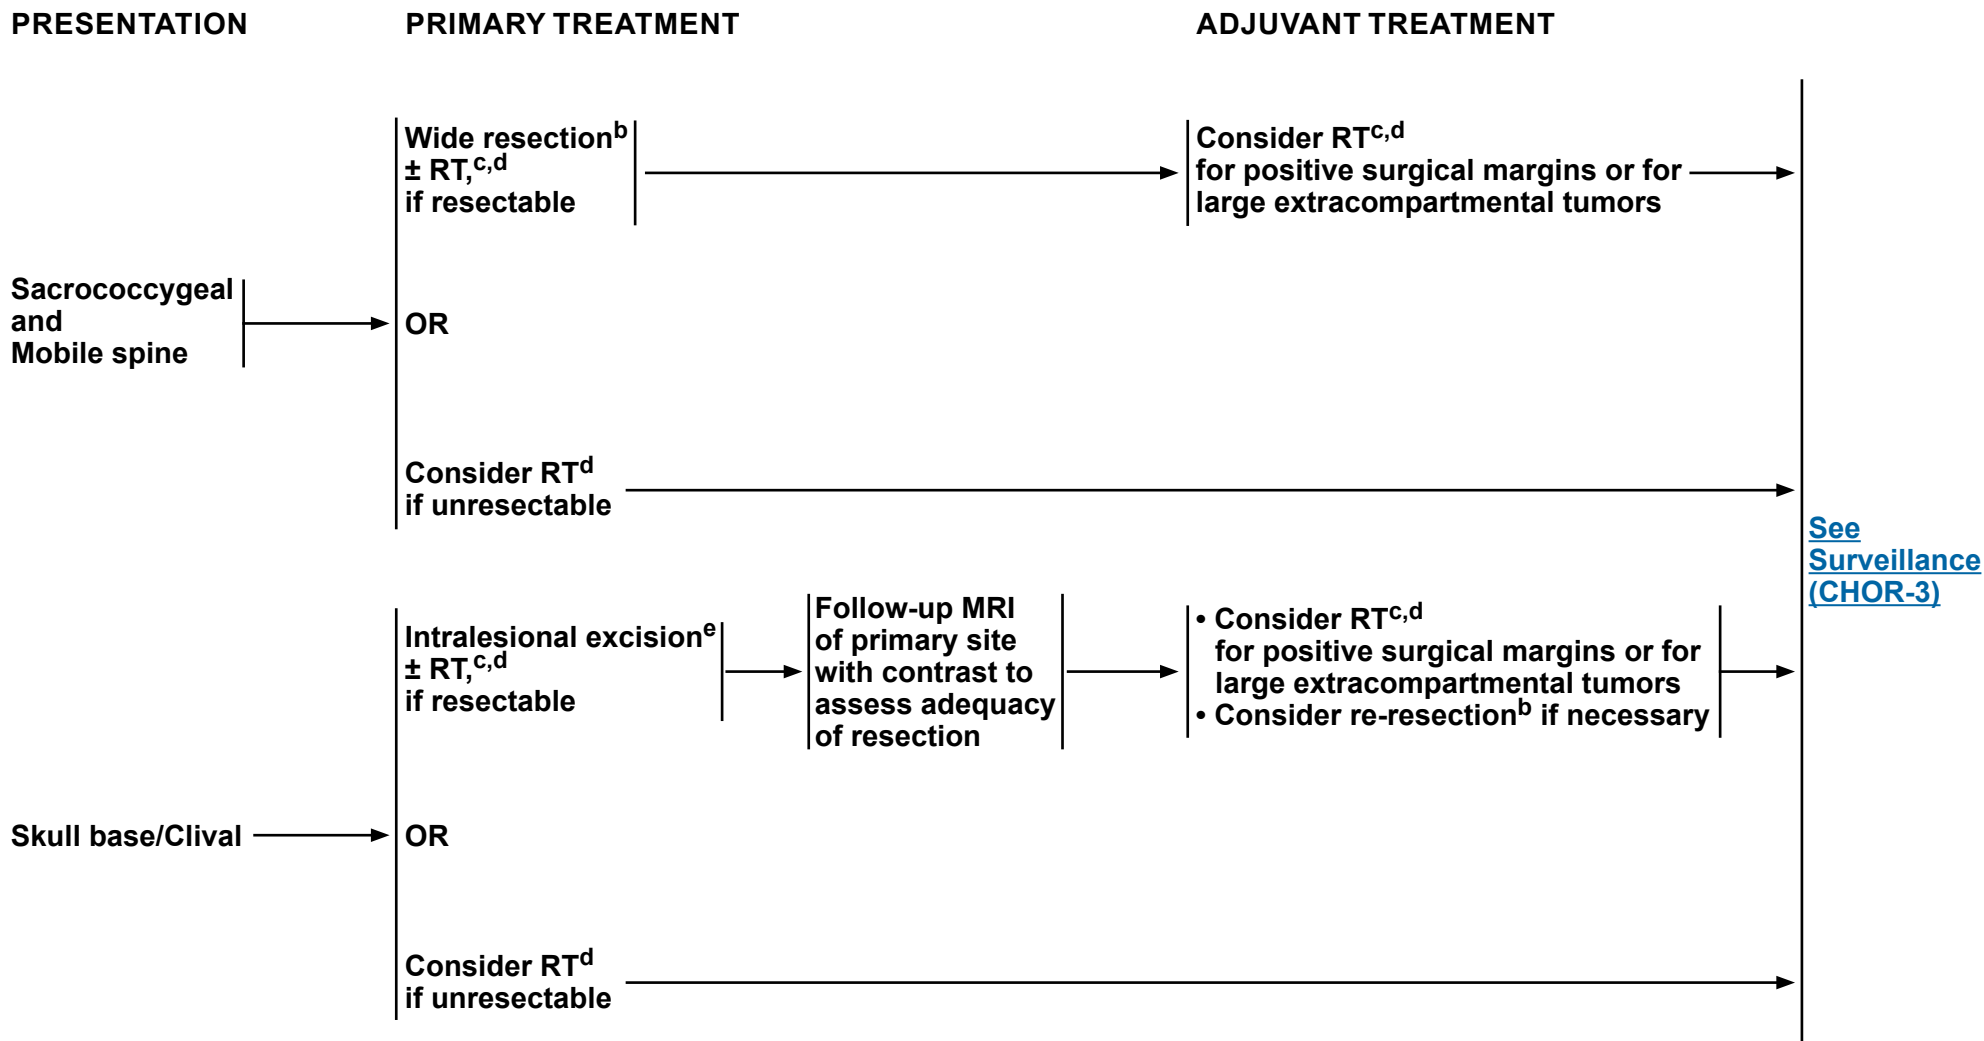 PRESENTATION
PRIMARY TREATMENT
ADJUVANT TREATMENT
Sacrococcygeal
and
Mobile spine
Wide resectionb
± RT,c,d
if resectable
Consider RTc,d
for positive surgical margins or for
large extracompartmental tumors
OR
Consider RTd
if unresectable
Skull base/Clival
Intralesional excisione
± RT,c,d
if resectable
Follow-up MRI
of primary site
with contrast to
assess adequacy
of resection
• Consider RTc,d
for positive surgical margins or for
large extracompartmental tumors
• Consider re-resectionb if necessary
OR
Consider RTd
if unresectable
See
Surveillance
(CHOR-3)